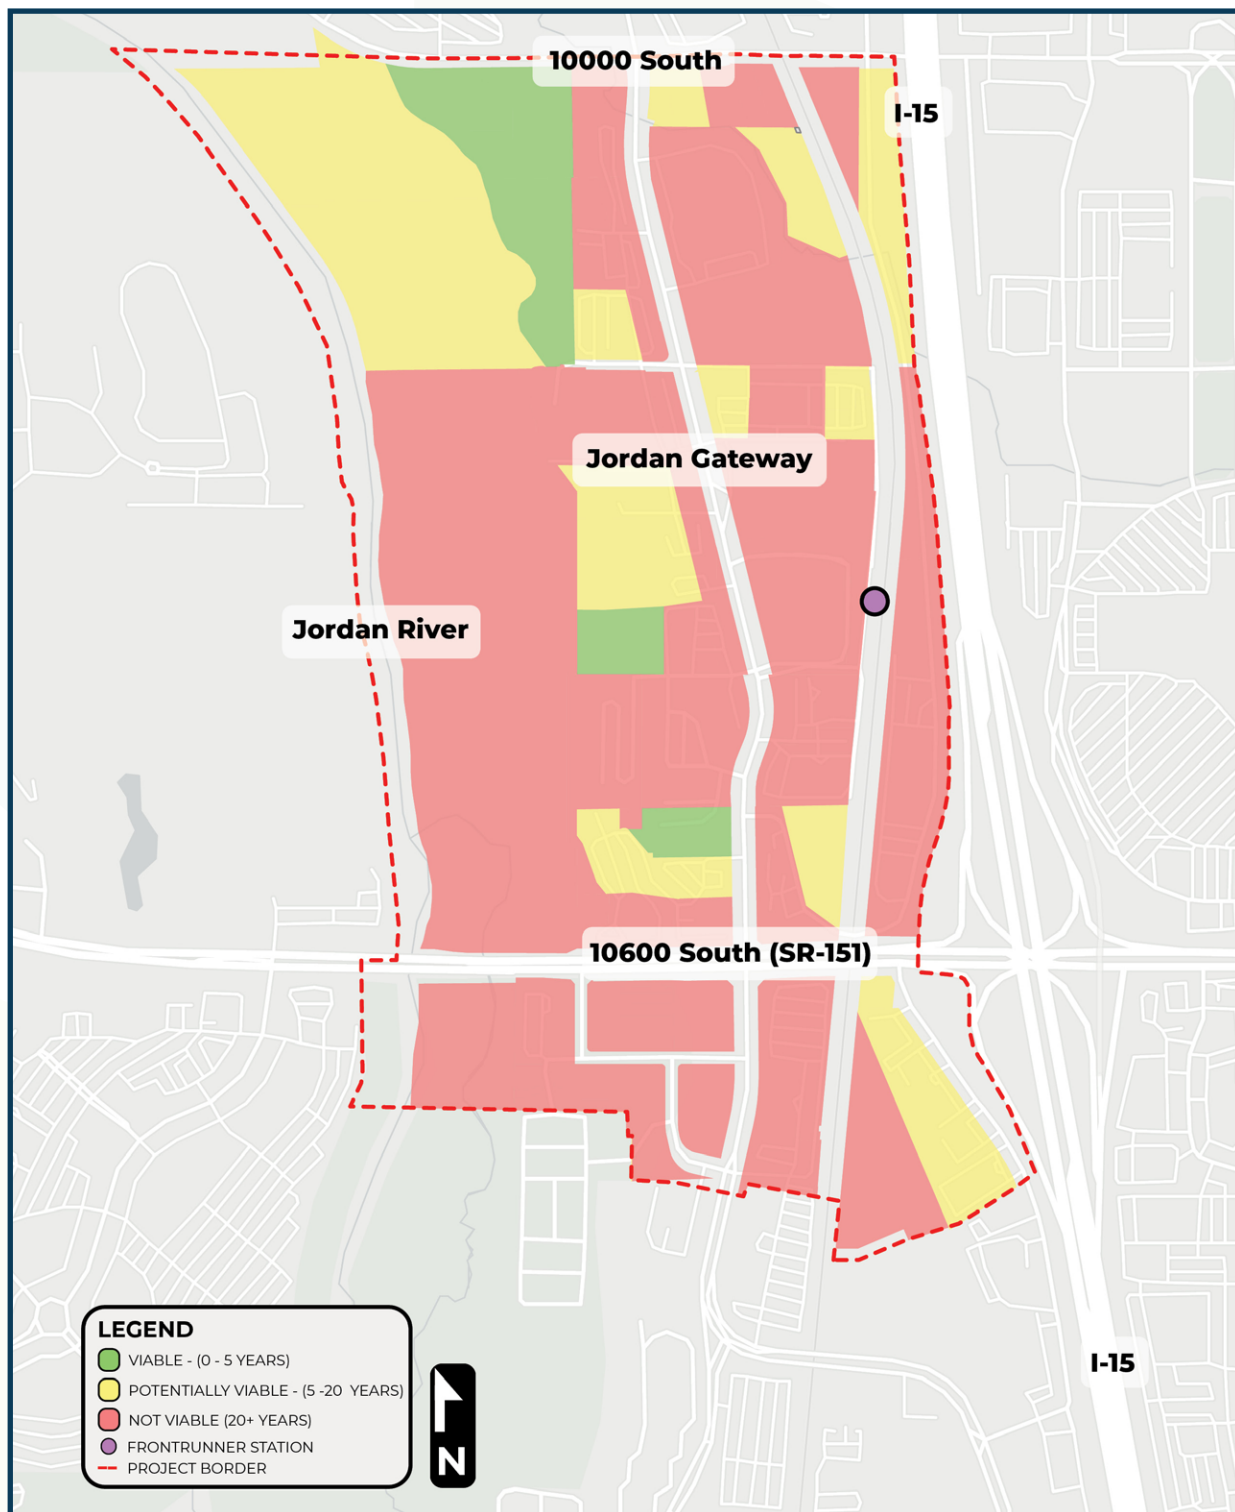 10000 South
I-15
Jordan Gateway
Jordan River
10600 South (SR-151)
I-15
LEGEND
VIABLE - (0 - 5 YEARS)
POTENTIALLY VIABLE - (5 -20 YEARS)
NOT VIABLE (20+ YEARS)
FRONTRUNNER STATION
PROJECT BORDER
N